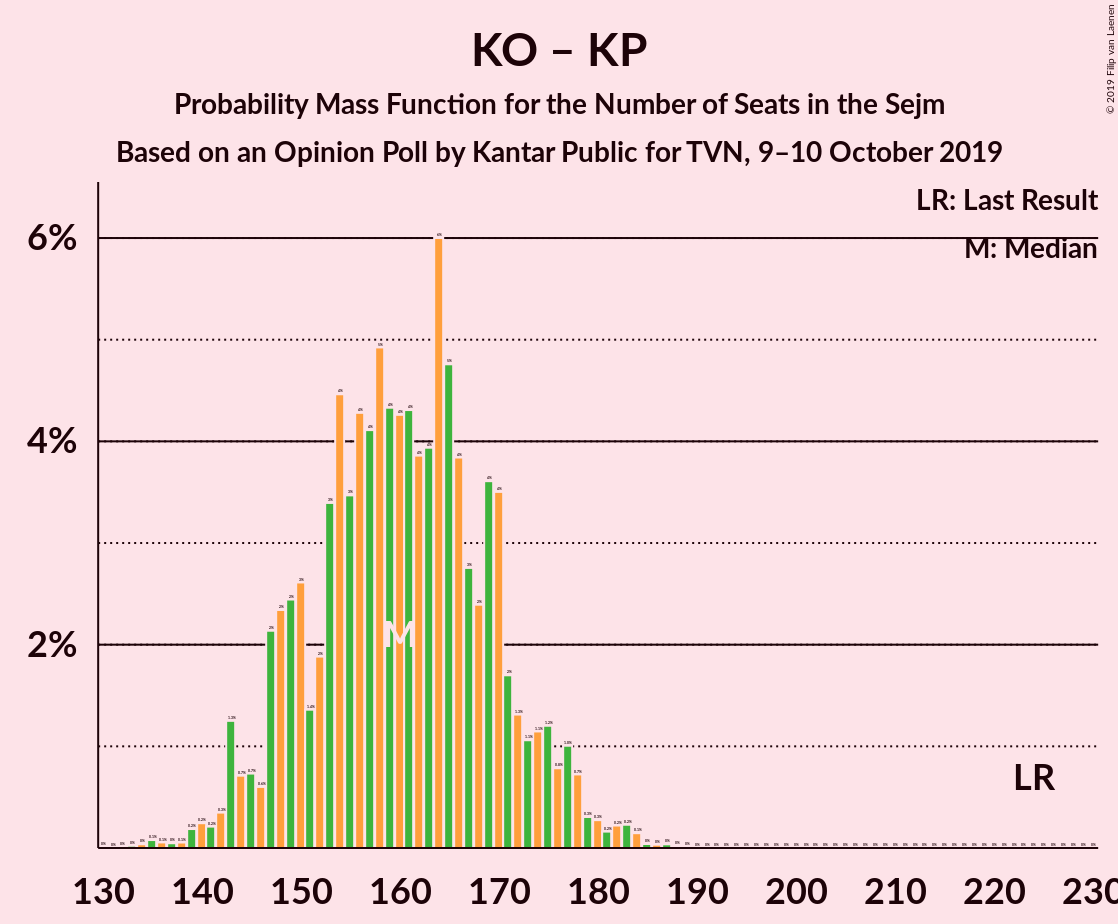 KO – KP
Probability Mass Function for the Number of Seats in the Sejm
Based on an Opinion Poll by Kantar Public for TVN, 9–10 October 2019
© 2019 Filip van Laenen
LR: Last Result
M: Median
6%
4%
2%
M
LR
130 140 150 160 170 180 190 200 210 220 230